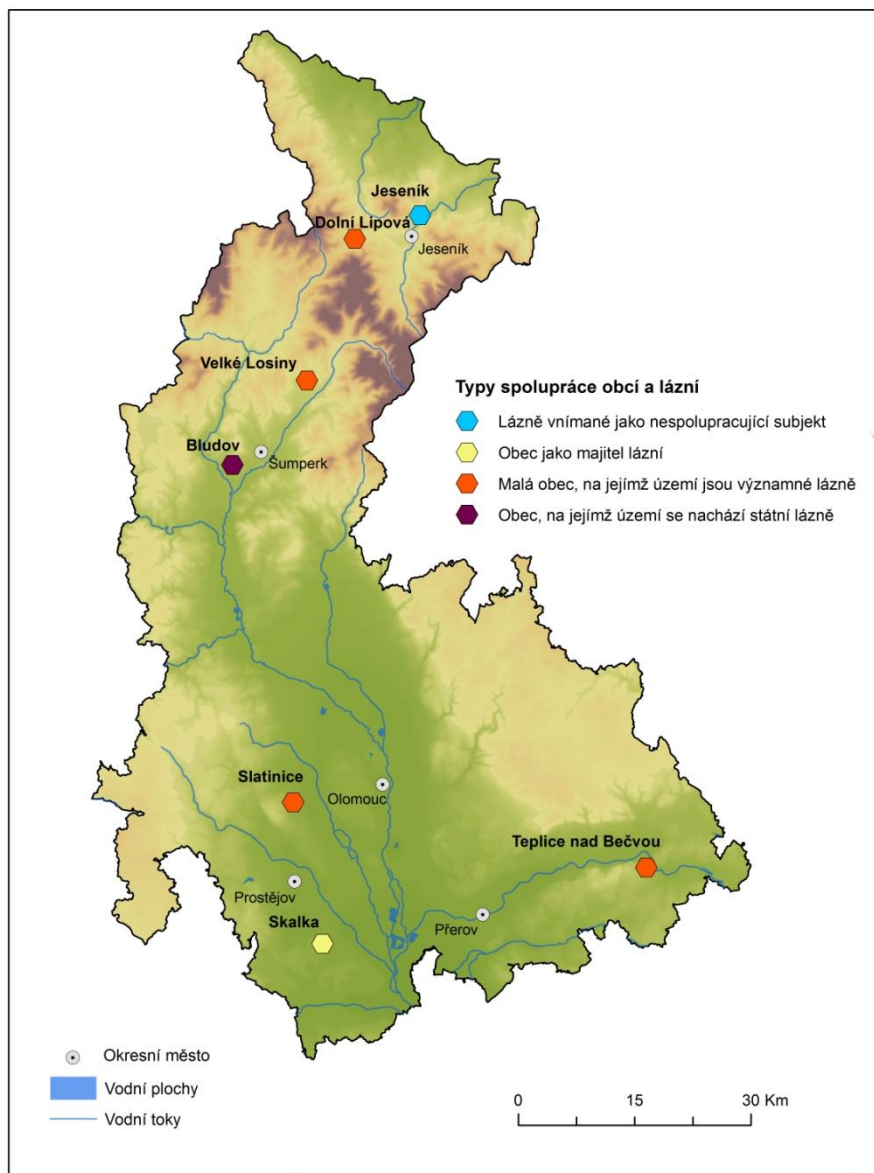 Jeseník
Dolní Lipová
Jeseník
Velké Losiny
Typy spolupráce obcí a lázní
Lázně vnímané jako nespolupracující subjekt
Bludov
Obec jako majitel lázní
Šumperk
Malá obec, na jejímž území jsou významné lázně
Obec, na jejímž území se nachází státní lázně
Slatinice
Olomouc
Teplice nad Bečvou
Prostějov
Skalka
Přerov
Okresní město
Vodní plochy
Vodní toky
0 15 30 Km